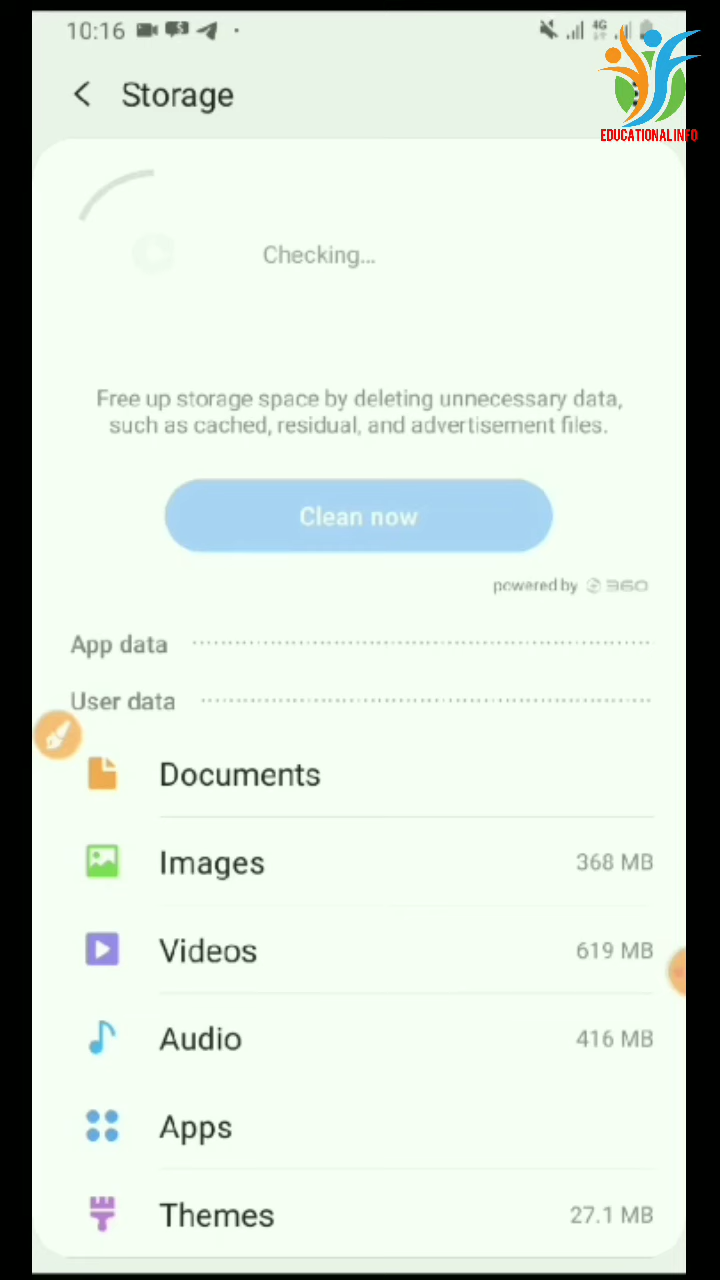 10:16
4G
Storage
EDUCATIONAL INFO
Checking...
Free up storage space by deleting unnecessary data,
such as cached, residual, and advertisement files.
Clean now
powered by 360
App data
User data
Documents
Images 368 MB
Videos 619 MB
Audio 416 MB
Apps
Themes 27.1 MB